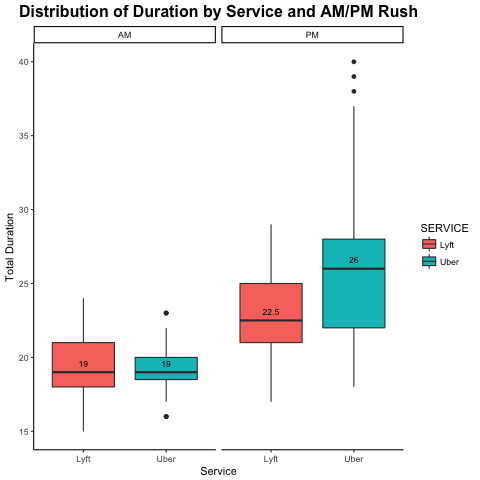 Distribution of Duration by Service and AM/PM Rush
AM PM
40
35
30
25
20
15
Total Duration
19 19 22.5 26
Lyft Uber Lyft Uber
Service
SERVICE
Lyft
Uber